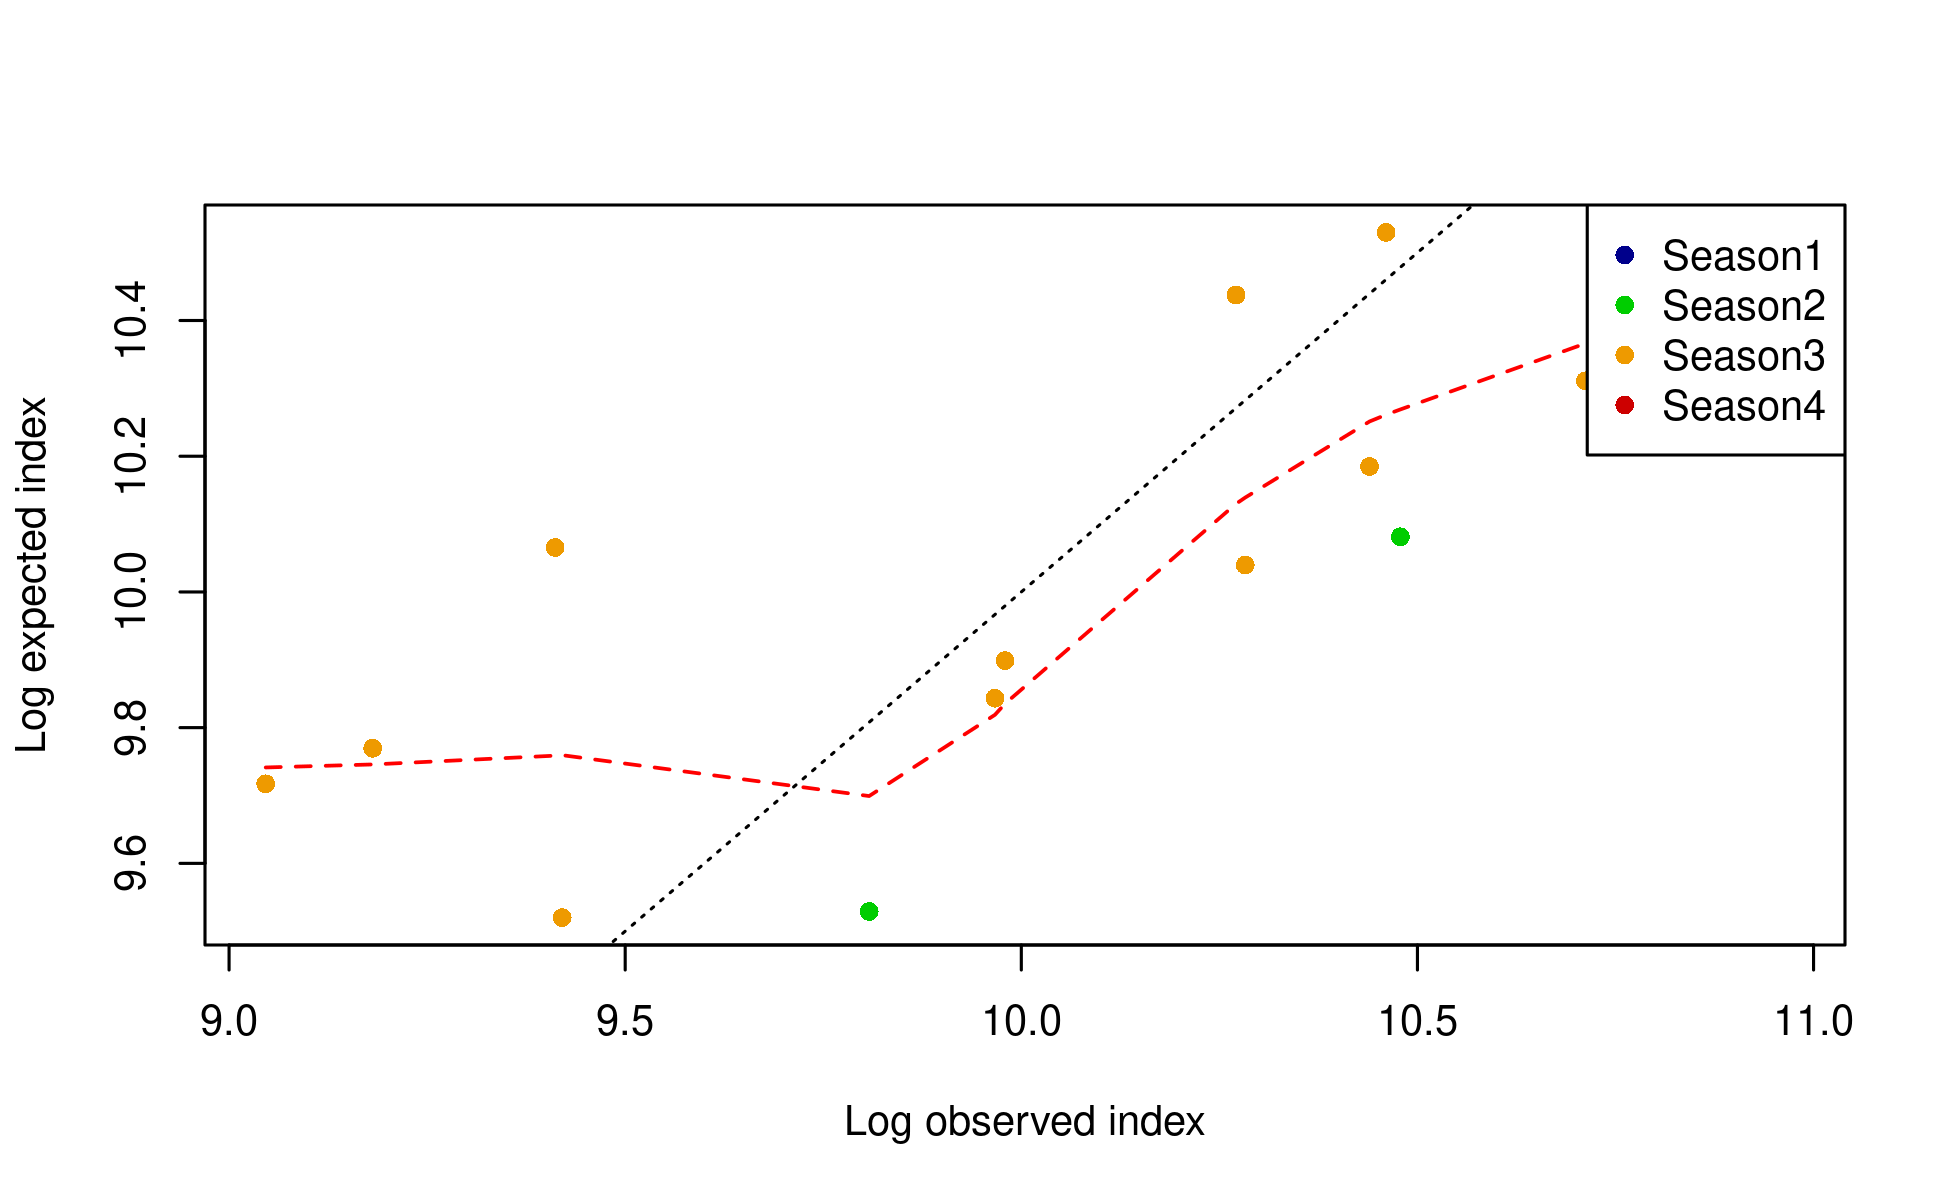 Season1
Season2
Season3
Season4
Log expected index
10.4
10.2
10.0
9.8
9.6
9.0 9.5 10.0 10.5 11.0
Log observed index